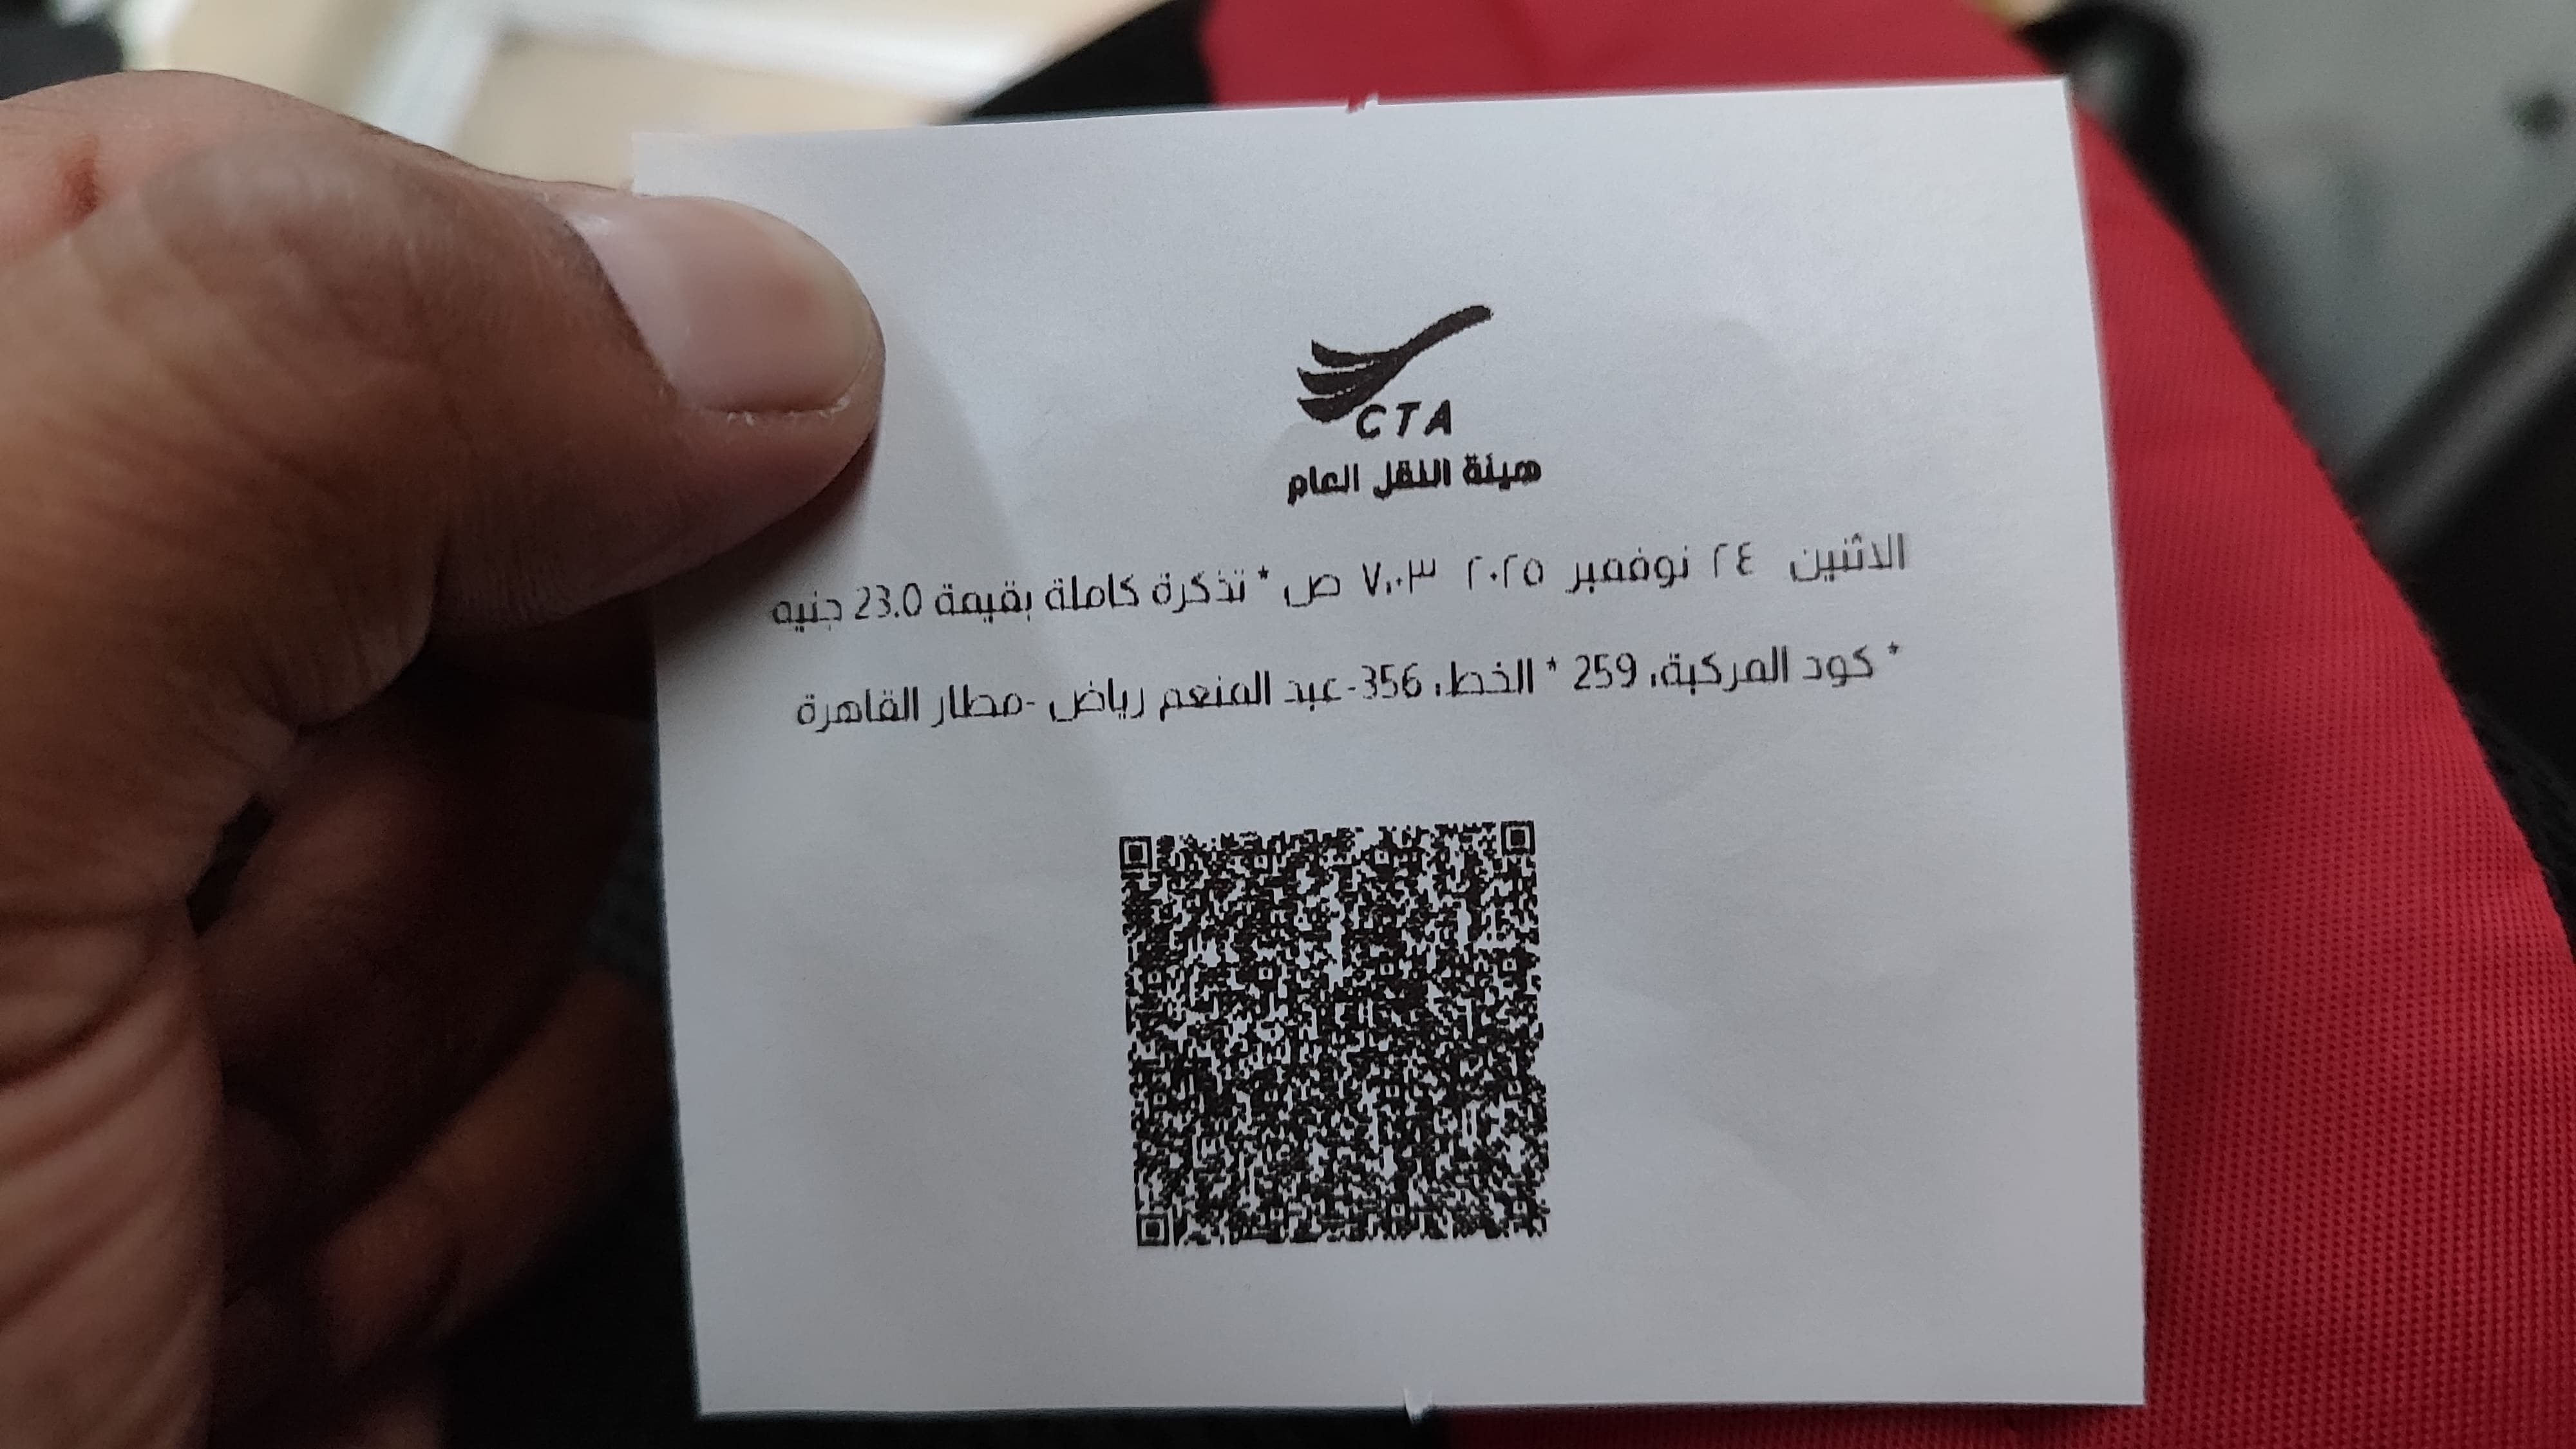 CTA
هيئة النقل العام
الاثنين ٢٤ نوفمبر ٢٠٢٥ ٧:٠٣ ص * تذكرة كاملة بقيمة 23.0 جنيه
* كود المركبة: 259 * الخط: 356-عبد المنعم رياض -مطار القاهرة